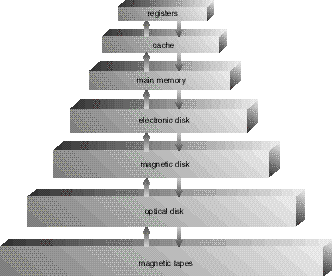 registers
cache
main memory
electronic disk
magnetic disk
optical disk
magnetic tapes